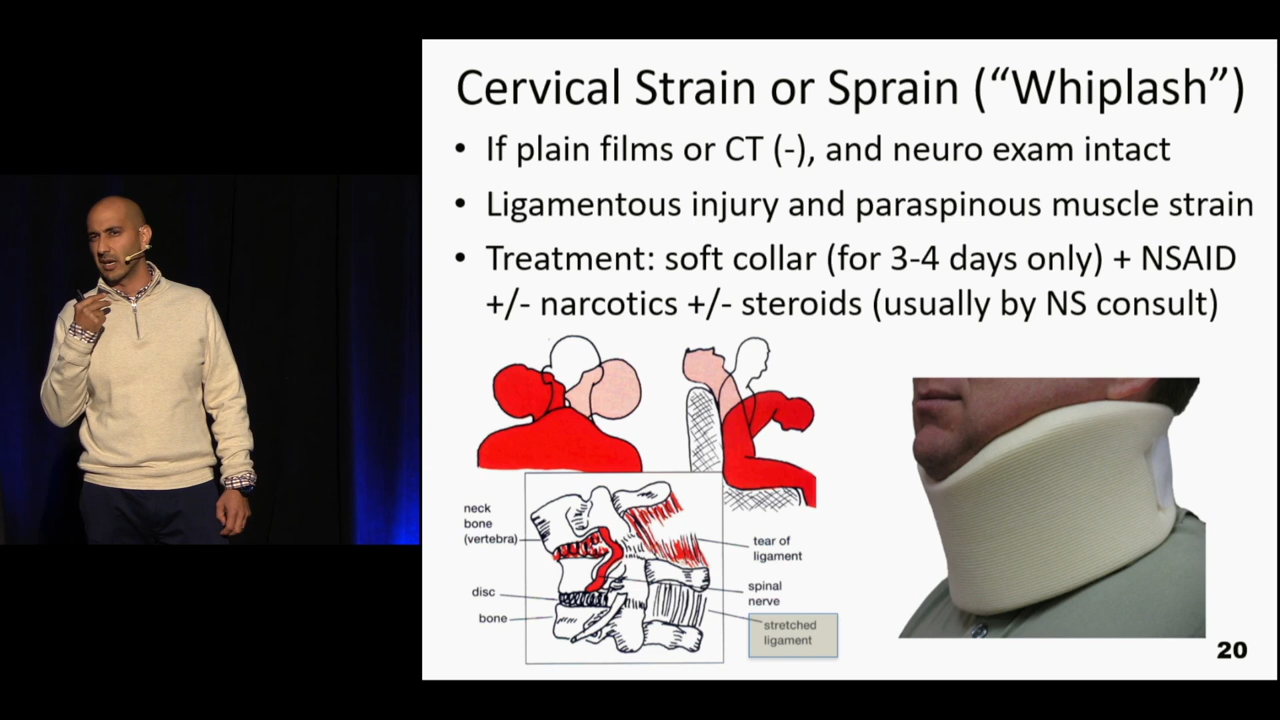 Cervical Strain or Sprain (“Whiplash”)
• If plain films or CT (-), and neuro exam intact
• Ligamentous injury and paraspinous muscle strain
• Treatment: soft collar (for 3-4 days only) + NSAID
+/- narcotics +/- steroids (usually by NS consult)
neck
bone
(vertebra)
disc
bone
tear of
ligament
spinal
nerve
stretched
ligament
20